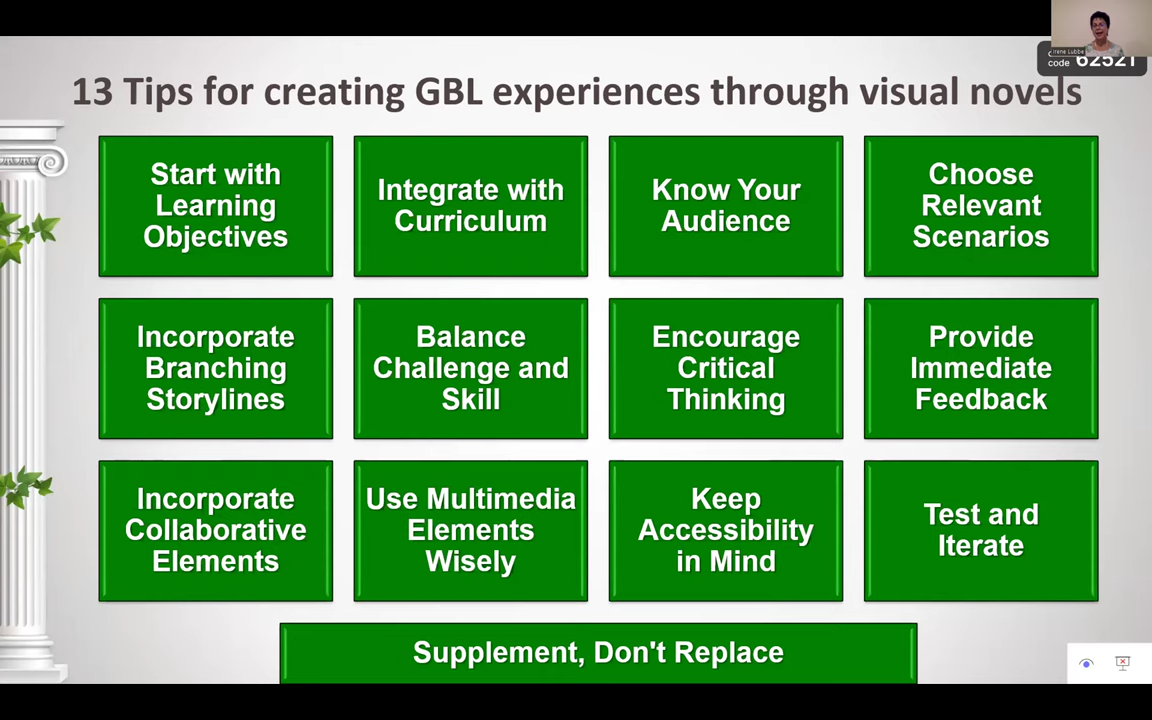 Irene Lubbe
code 62521
13 Tips for creating GBL experiences through visual novels
Start with
Learning
Objectives
Integrate with
Curriculum
Know Your
Audience
Choose
Relevant
Scenarios
Incorporate
Branching
Storylines
Balance
Challenge and
Skill
Encourage
Critical
Thinking
Provide
Immediate
Feedback
Incorporate
Collaborative
Elements
Use Multimedia
Elements
Wisely
Keep
Accessibility
in Mind
Test and
Iterate
Supplement, Don't Replace